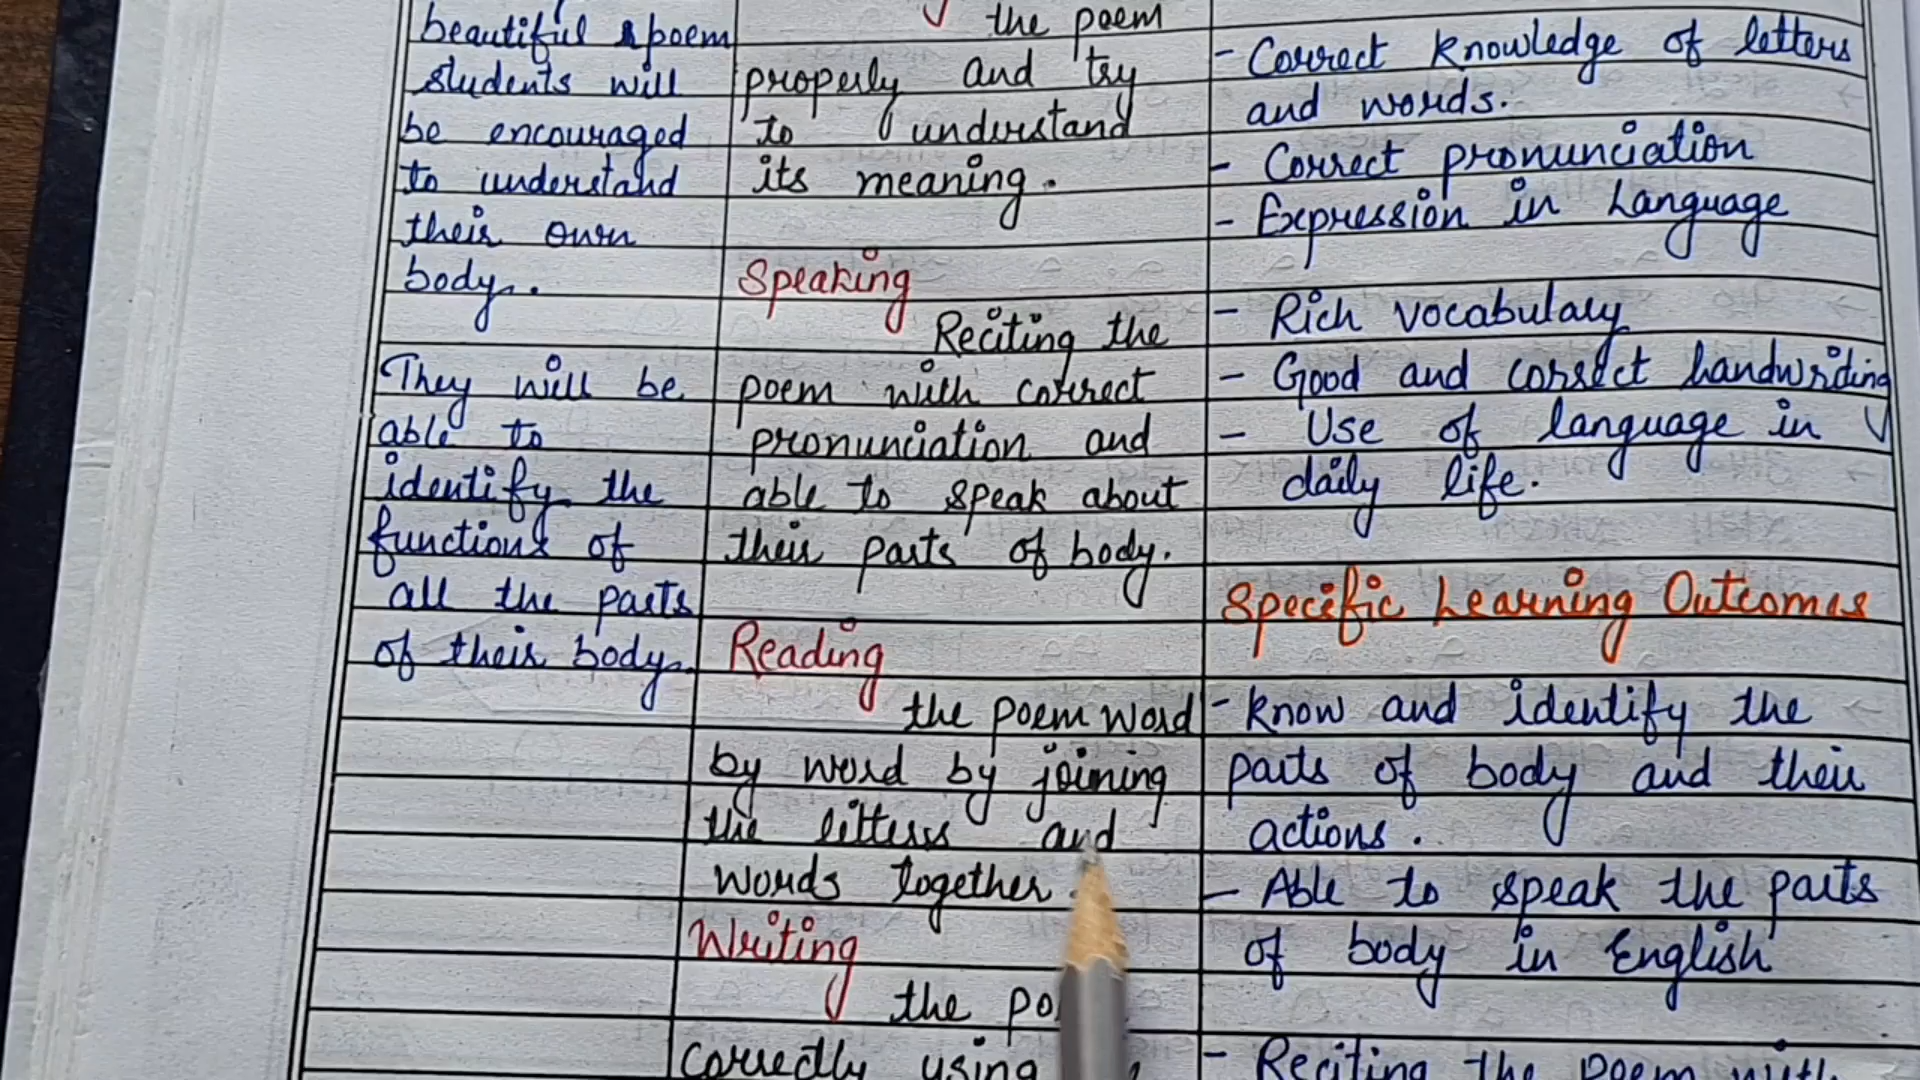 beautiful poem
students will
be encouraged
to understand
their own
body.
They will be
able to
identify the
functions of
all the parts
of their body.
the poem
properly and try
to understand
its meaning.
Speaking
Reciting the
poem with correct
pronunciation and
able to speak about
their parts of body.
Reading
the poem word
by word by joining
the letters and
words together.
Writing
the
correctly using
- Correct knowledge of letters
and words.
- Correct pronunciation
- Expression in Language
- Rich vocabulary
- Good and correct handwriting
- Use of language in
daily life.
Specific Learning Outcomes
- know and identify the
parts of body and their
actions.
- Able to speak the parts
of body in English
- Reciting the poem with